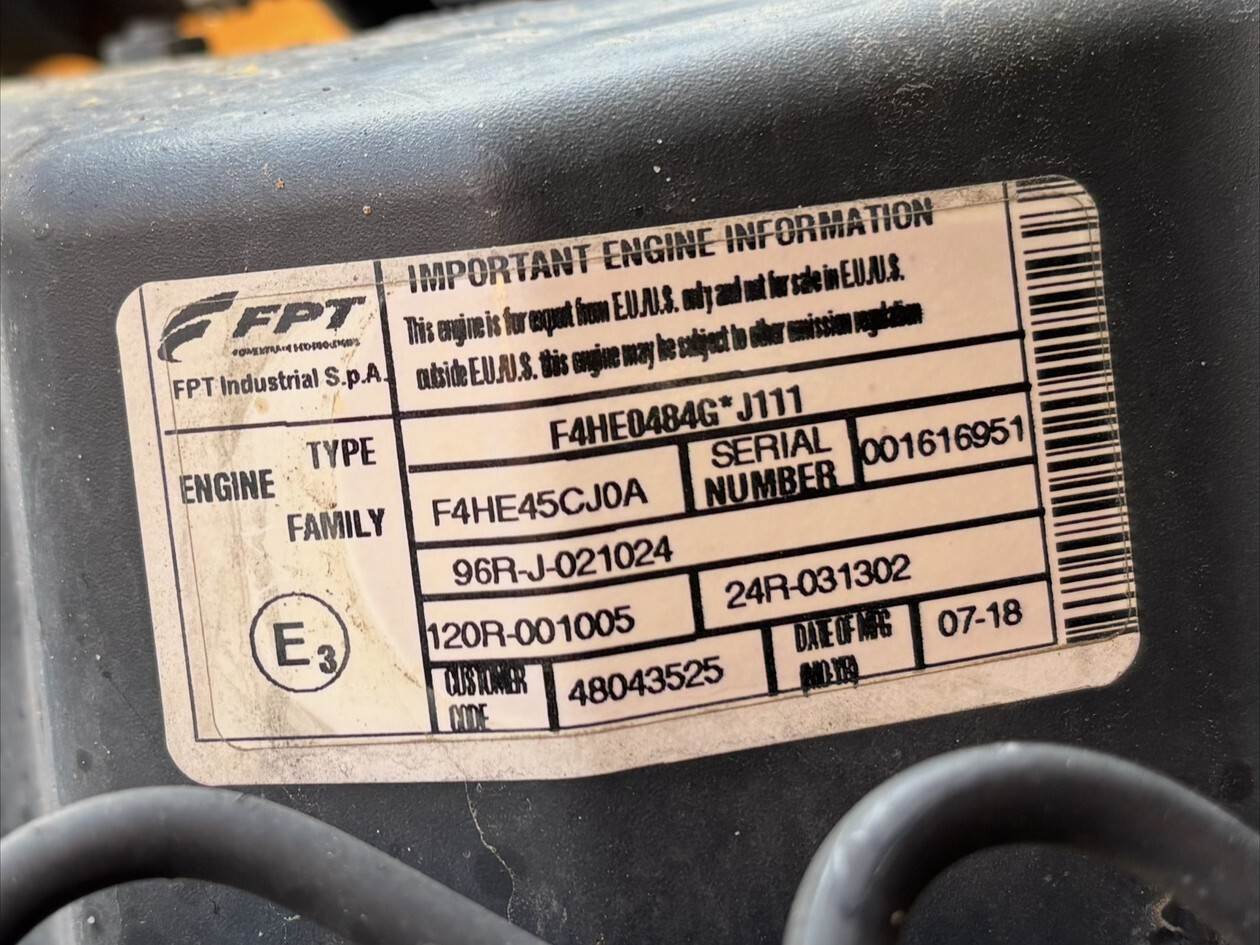 FPT
POWERTRAIN TECHNOLOGIES
FPT Industrial S.p.A.
IMPORTANT ENGINE INFORMATION
This engine is for export from E.U./U.S. only and not for sale in E.U./U.S.
outside E.U./U.S. this engine may be subject to other emission regulation
ENGINE
TYPE
F4HE0484G*J111
FAMILY
F4HE45CJ0A
SERIAL
NUMBER
001616951
96R-J-021024
120R-001005
24R-031302
E3
CUSTOMER
CODE
48043525
DATE OF MFG
07-18